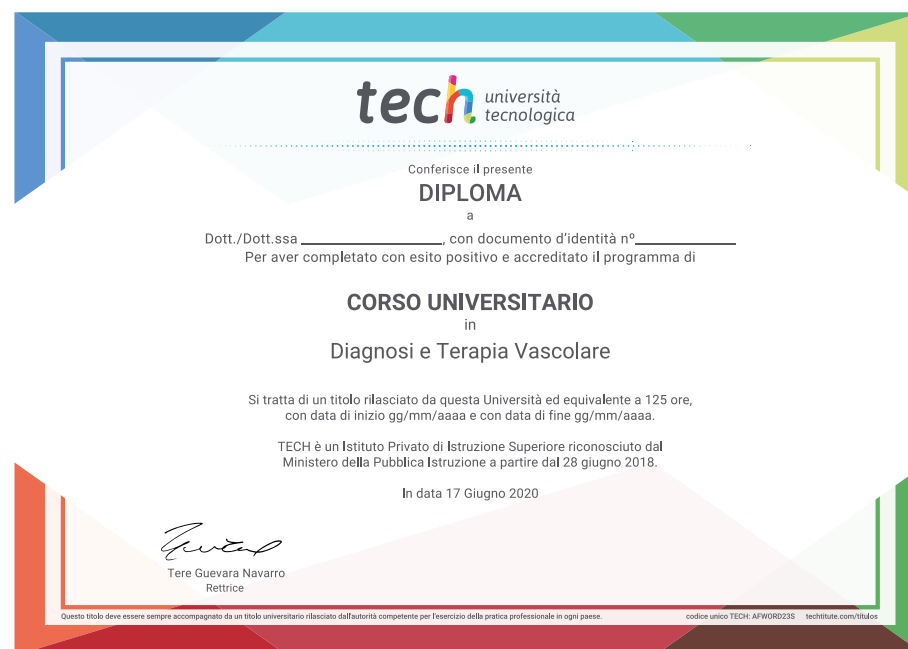 tech università
tecnologica
Conferisce il presente
DIPLOMA
a
Dott./Dott.ssa ____________________, con documento d'identità nº______________
Per aver completato con esito positivo e accreditato il programma di
CORSO UNIVERSITARIO
in
Diagnosi e Terapia Vascolare
Si tratta di un titolo rilasciato da questa Università ed equivalente a 125 ore,
con data di inizio gg/mm/aaaa e con data di fine gg/mm/aaaa.
TECH è un Istituto Privato di Istruzione Superiore riconosciuto dal
Ministero della Pubblica Istruzione a partire dal 28 giugno 2018.
In data 17 Giugno 2020
Tere Guevara Navarro
Rettrice
Questo titolo deve essere sempre accompagnato da un titolo universitario rilasciato dall'autorità competente per l'esercizio della pratica professionale in ogni paese. codice unico TECH: AFWORD23S techtitute.com/titulos